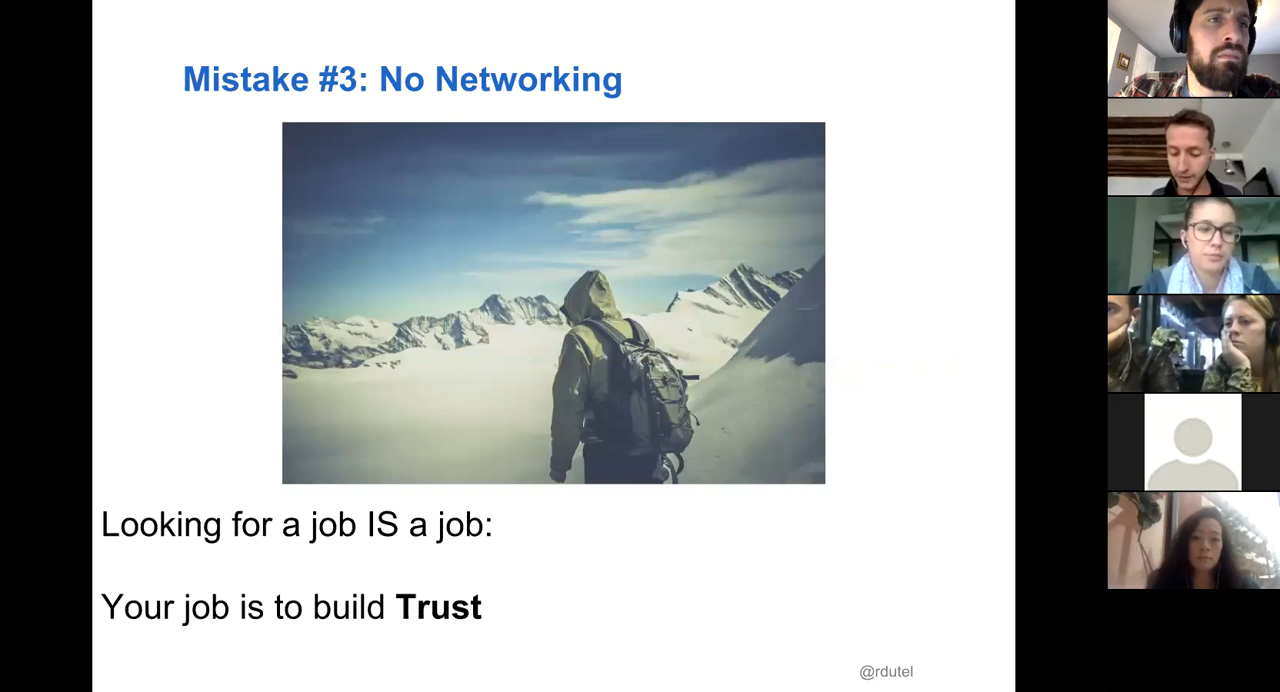 Mistake #3: No Networking
Looking for a job IS a job:
Your job is to build Trust
@rdutel